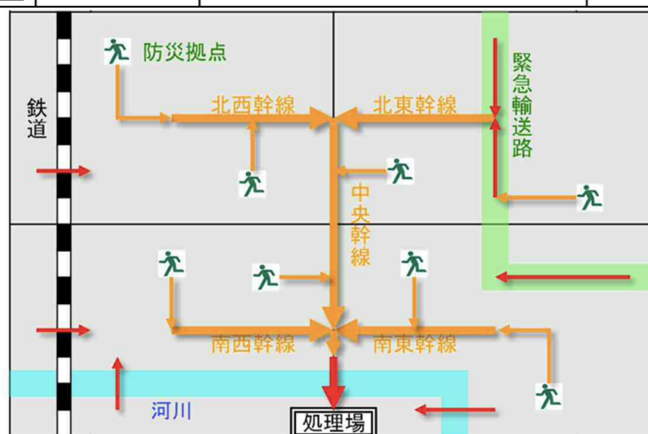 防災拠点
緊急輸送路
鉄道
北西幹線
北東幹線
中央幹線
南西幹線
南東幹線
河川
処理場